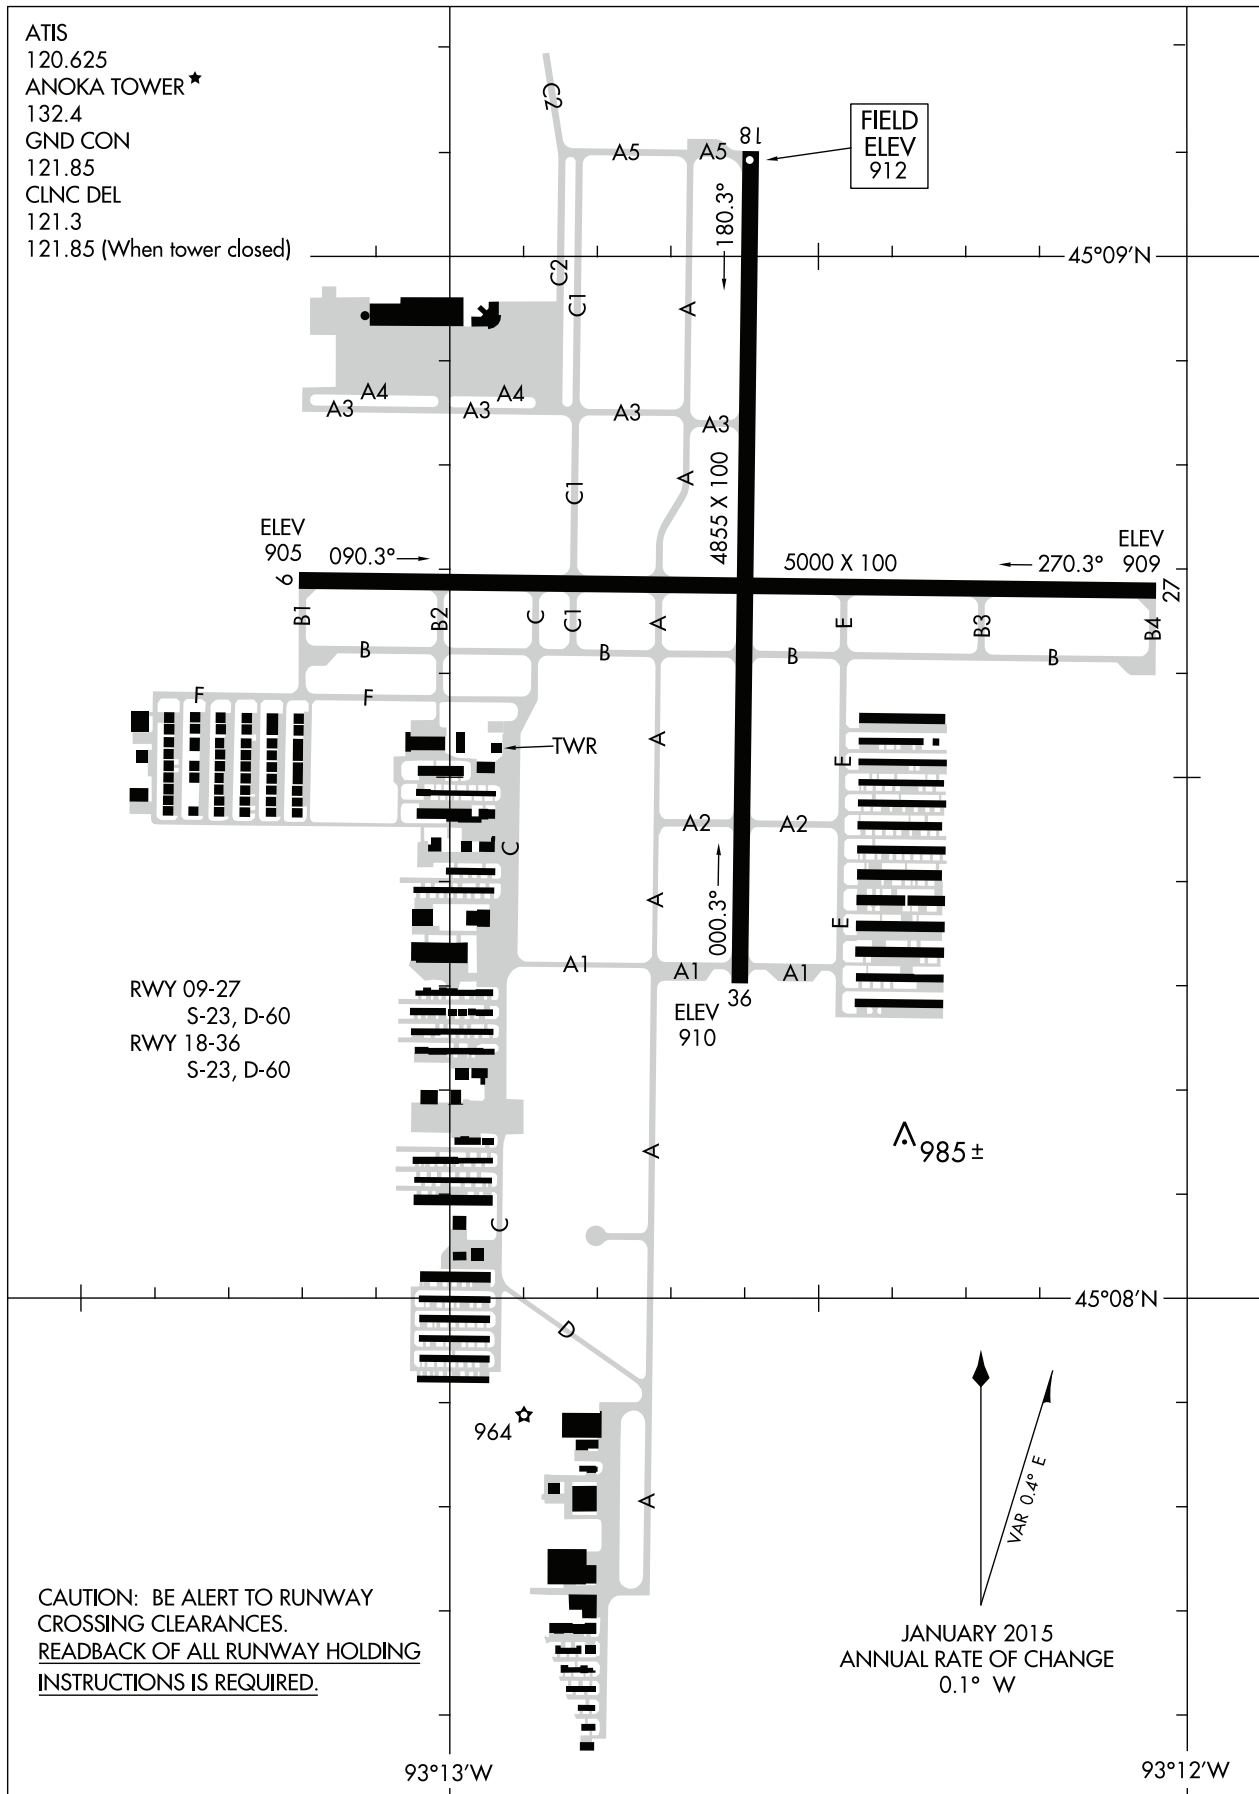 ATIS
120.625
ANOKA TOWER★
132.4
GND CON
121.85
CLNC DEL
121.3
121.85 (When tower closed)
C2
A5
A5
18
FIELD
ELEV
912
180.3°
45°09'N
C2
C1
A
A4
A4
A3
A3
A3
A3
C1
A
4855 X 100
ELEV
905
090.3°
5000 X 100
270.3°
ELEV
909
9
27
B1
B2
C
C1
A
E
B3
B4
B
B
B
B
F
F
TWR
A
E
A2
A2
C
A
000.3°
E
A1
A1
A1
36
ELEV
910
RWY 09-27
S-23, D-60
RWY 18-36
S-23, D-60
985 ±
A
C
45°08'N
D
964
A
VAR 0.4° E
CAUTION: BE ALERT TO RUNWAY
CROSSING CLEARANCES.
READBACK OF ALL RUNWAY HOLDING
INSTRUCTIONS IS REQUIRED.
JANUARY 2015
ANNUAL RATE OF CHANGE
0.1° W
93°13'W
93°12'W